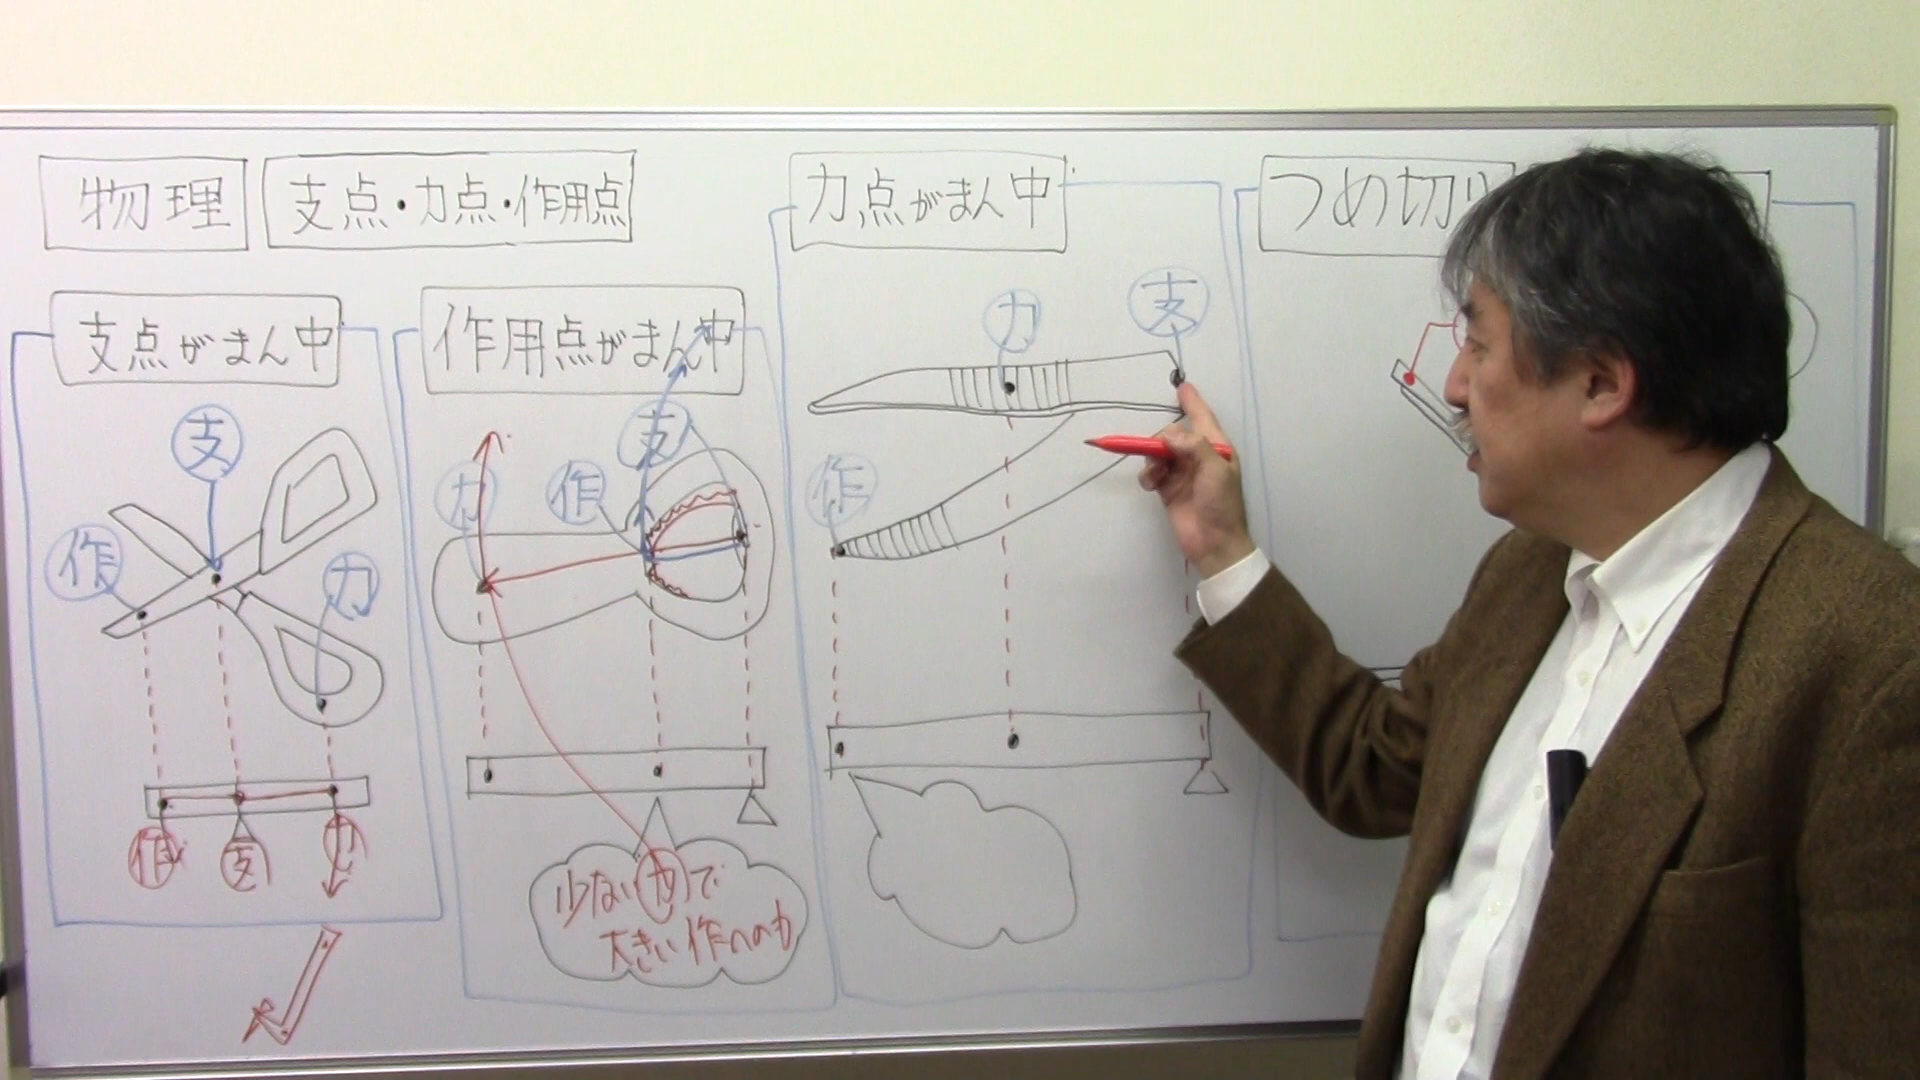 物理
支点・力点・作用点
支点がまん中
支
作
力
作
支
力
作用点がまん中
力
作
支
少ない力で
大きい作への力
力点がまん中
力
支
作
つめ切り